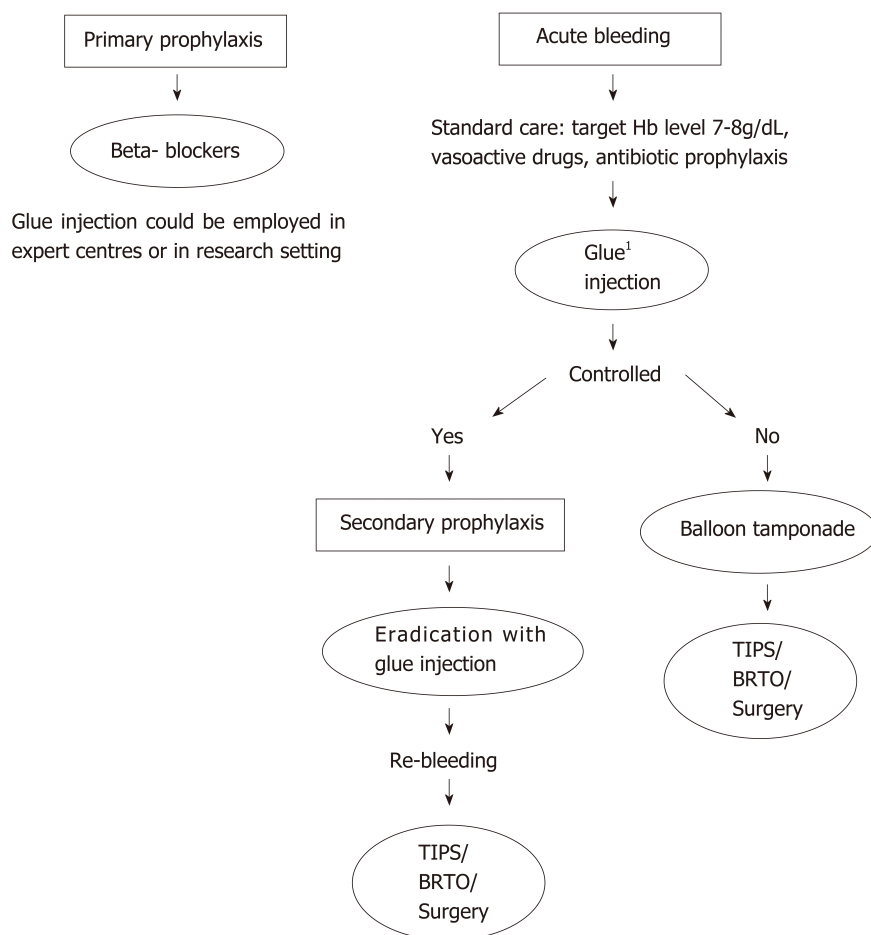 Primary prophylaxis
Beta- blockers
Glue injection could be employed in
expert centres or in research setting
Acute bleeding
Standard care: target Hb level 7-8g/dL,
vasoactive drugs, antibiotic prophylaxis
Glue1
injection
Controlled
Yes
No
Secondary prophylaxis
Balloon tamponade
Eradication with
glue injection
TIPS/
BRTO/
Surgery
Re-bleeding
TIPS/
BRTO/
Surgery